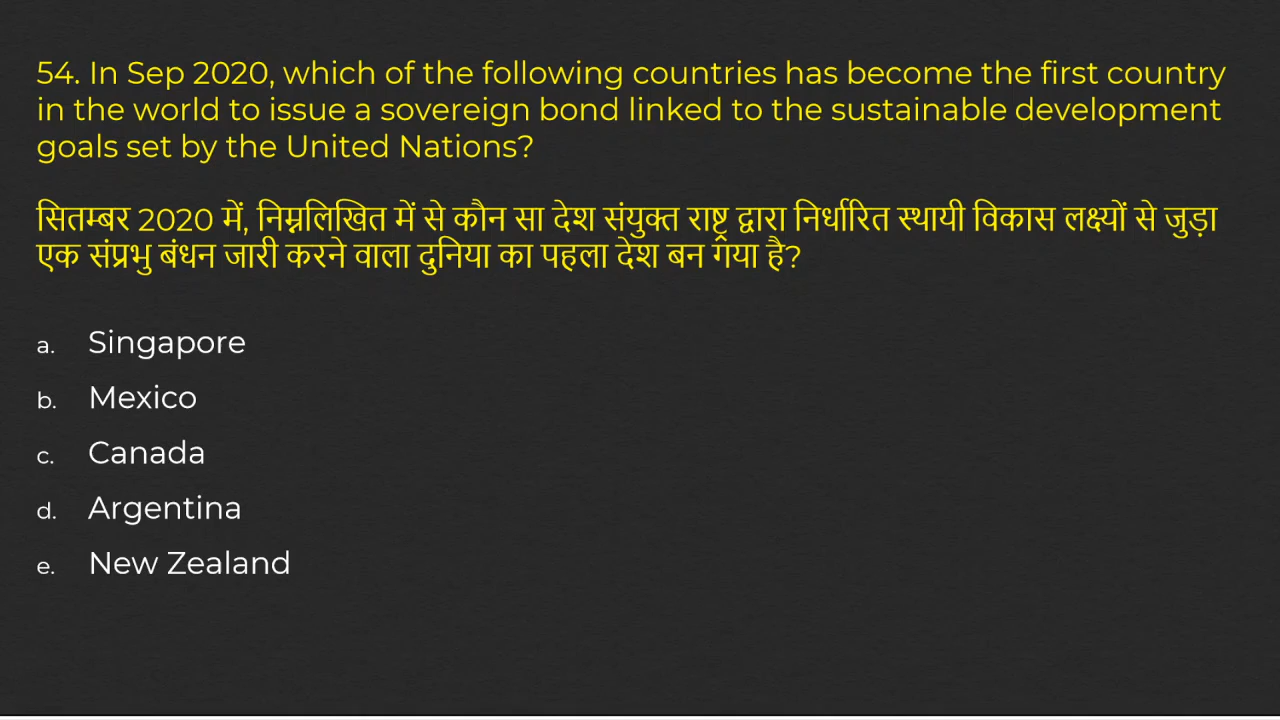 54. In Sep 2020, which of the following countries has become the first country
in the world to issue a sovereign bond linked to the sustainable development
goals set by the United Nations?
सितम्बर 2020 में, निम्नलिखित में से कौन सा देश संयुक्त राष्ट्र द्वारा निर्धारित स्थायी विकास लक्ष्यों से जुड़ा
एक संप्रभु बंधन जारी करने वाला दुनिया का पहला देश बन गया है?
a. Singapore
b. Mexico
c. Canada
d. Argentina
e. New Zealand